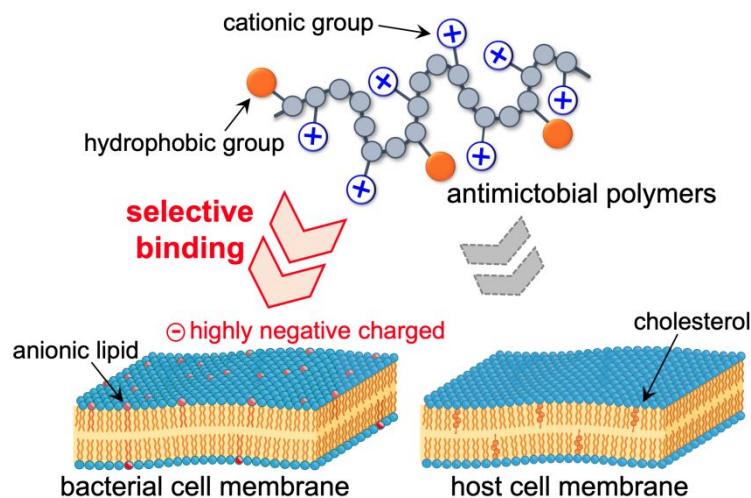 cationic group
hydrophobic group
antimictobial polymers
selective
binding
⊖ highly negative charged
anionic lipid
cholesterol
bacterial cell membrane
host cell membrane